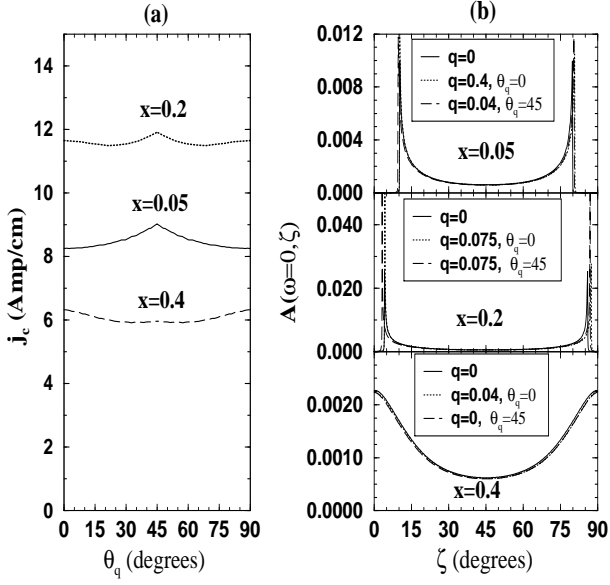 (a)
15
14
12
10
8
6
4
2
0
j_c (Amp/cm)
x=0.2
x=0.05
x=0.4
0 15 30 45 60 75 90
θ_q (degrees)
(b)
A(ω=0,ζ)
0.012
0.008
0.004
0.000
q=0
q=0.4, θ_q=0
q=0.04, θ_q=45
x=0.05
0.040
0.020
0.000
q=0
q=0.075, θ_q=0
q=0.075, θ_q=45
x=0.2
0.0020
0.0010
0.0000
q=0
q=0.04, θ_q=0
q=0, θ_q=45
x=0.4
0 15 30 45 60 75 90
ζ (degrees)